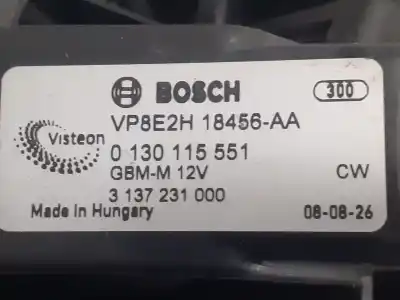 BOSCH 300
VP8E2H 18456-AA
Visteon
0 130 115 551
GBM-M 12V CW
3 137 231 000
Made in Hungary 08-08-26